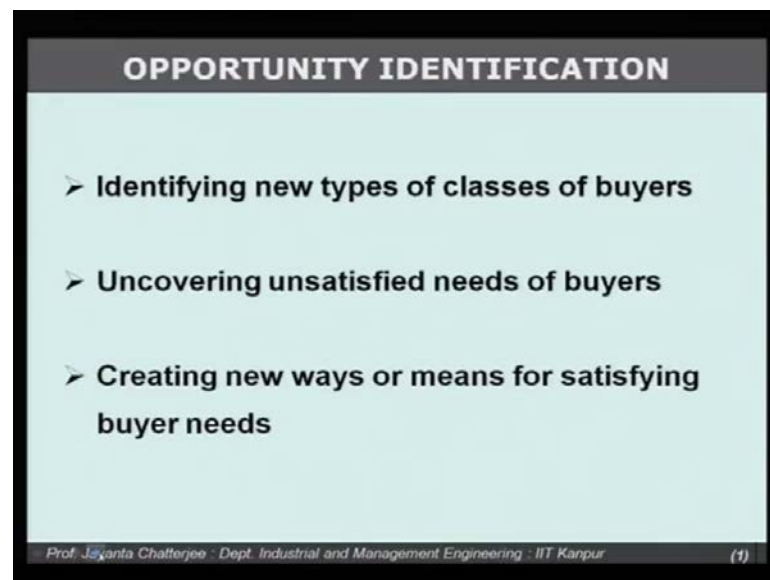 OPPORTUNITY IDENTIFICATION
➢ Identifying new types of classes of buyers
➢ Uncovering unsatisfied needs of buyers
➢ Creating new ways or means for satisfying
buyer needs
Prof. Jayanta Chatterjee : Dept. Industrial and Management Engineering : IIT Kanpur (1)